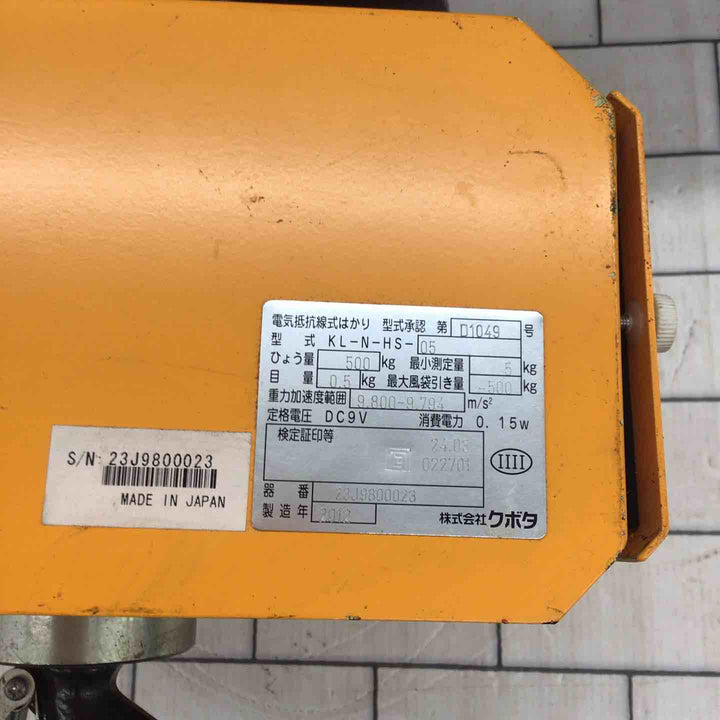 S/N: 23J9800023
MADE IN JAPAN
電気抵抗線式はかり 型式承認 第 D1049 号
型 式 KL-N-HS-05
ひょう量 500 kg 最小測定量 5 kg
目 量 0.5 kg 最大風袋引き量 -500 kg
重力加速度範囲 9.800~9.794 m/s²
定格電圧 DC9V 消費電力 0.15w
検定証印等 24.03
022701
IIII
器 番 23J9800023
製造年 2012
株式会社クボタ